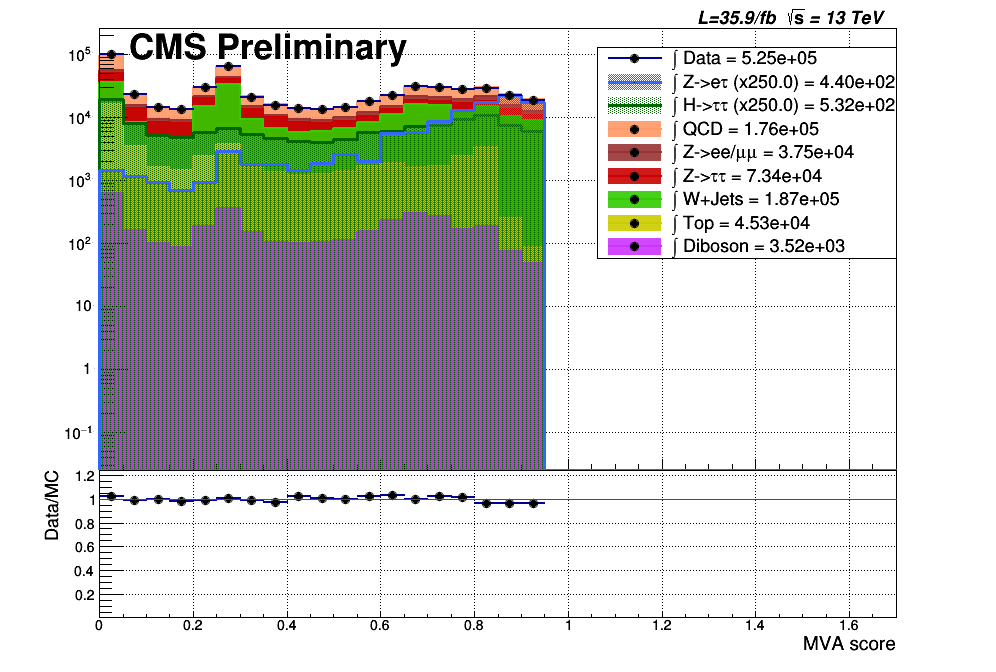 L=35.9/fb √s = 13 TeV
CMS Preliminary
∫ Data = 5.25e+05
∫ Z->eτ (x250.0) = 4.40e+02
∫ H->ττ (x250.0) = 5.32e+02
∫ QCD = 1.76e+05
∫ Z->ee/μμ = 3.75e+04
∫ Z->ττ = 7.34e+04
∫ W+Jets = 1.87e+05
∫ Top = 4.53e+04
∫ Diboson = 3.52e+03
10⁵
10⁴
10³
10²
10
1
10⁻¹
Data/MC
1.2
1
0.8
0.6
0.4
0.2
0 0.2 0.4 0.6 0.8 1 1.2 1.4 1.6
MVA score